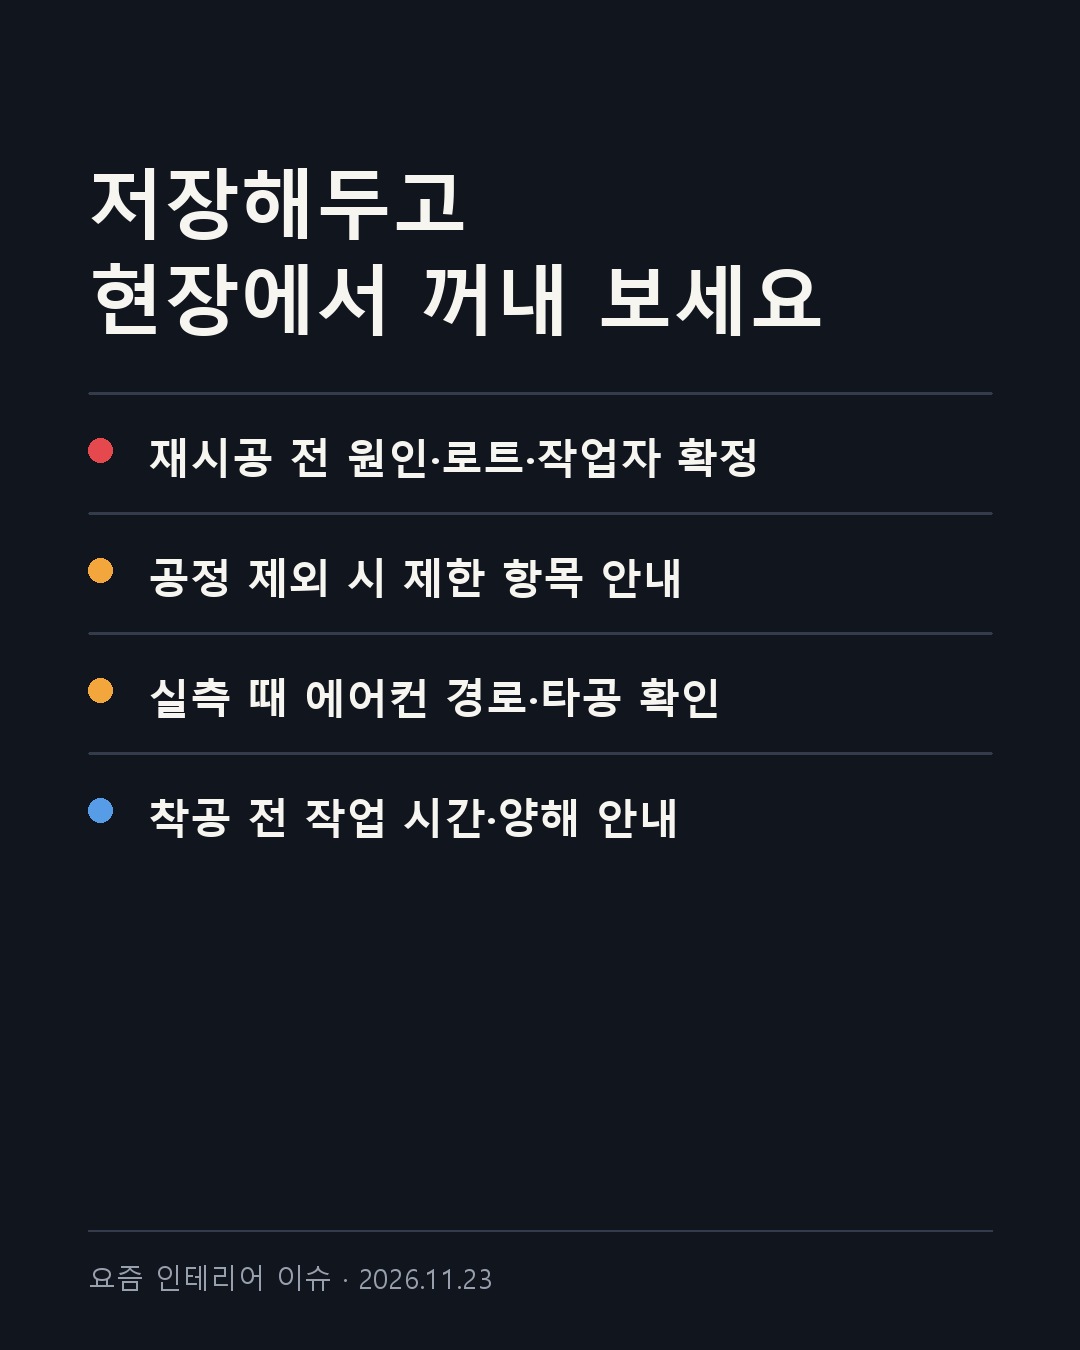 저장해두고
현장에서 꺼내 보세요
재시공 전 원인·로트·작업자 확정
공정 제외 시 제한 항목 안내
실측 때 에어컨 경로·타공 확인
착공 전 작업 시간·양해 안내
요즘 인테리어 이슈 · 2026.11.23